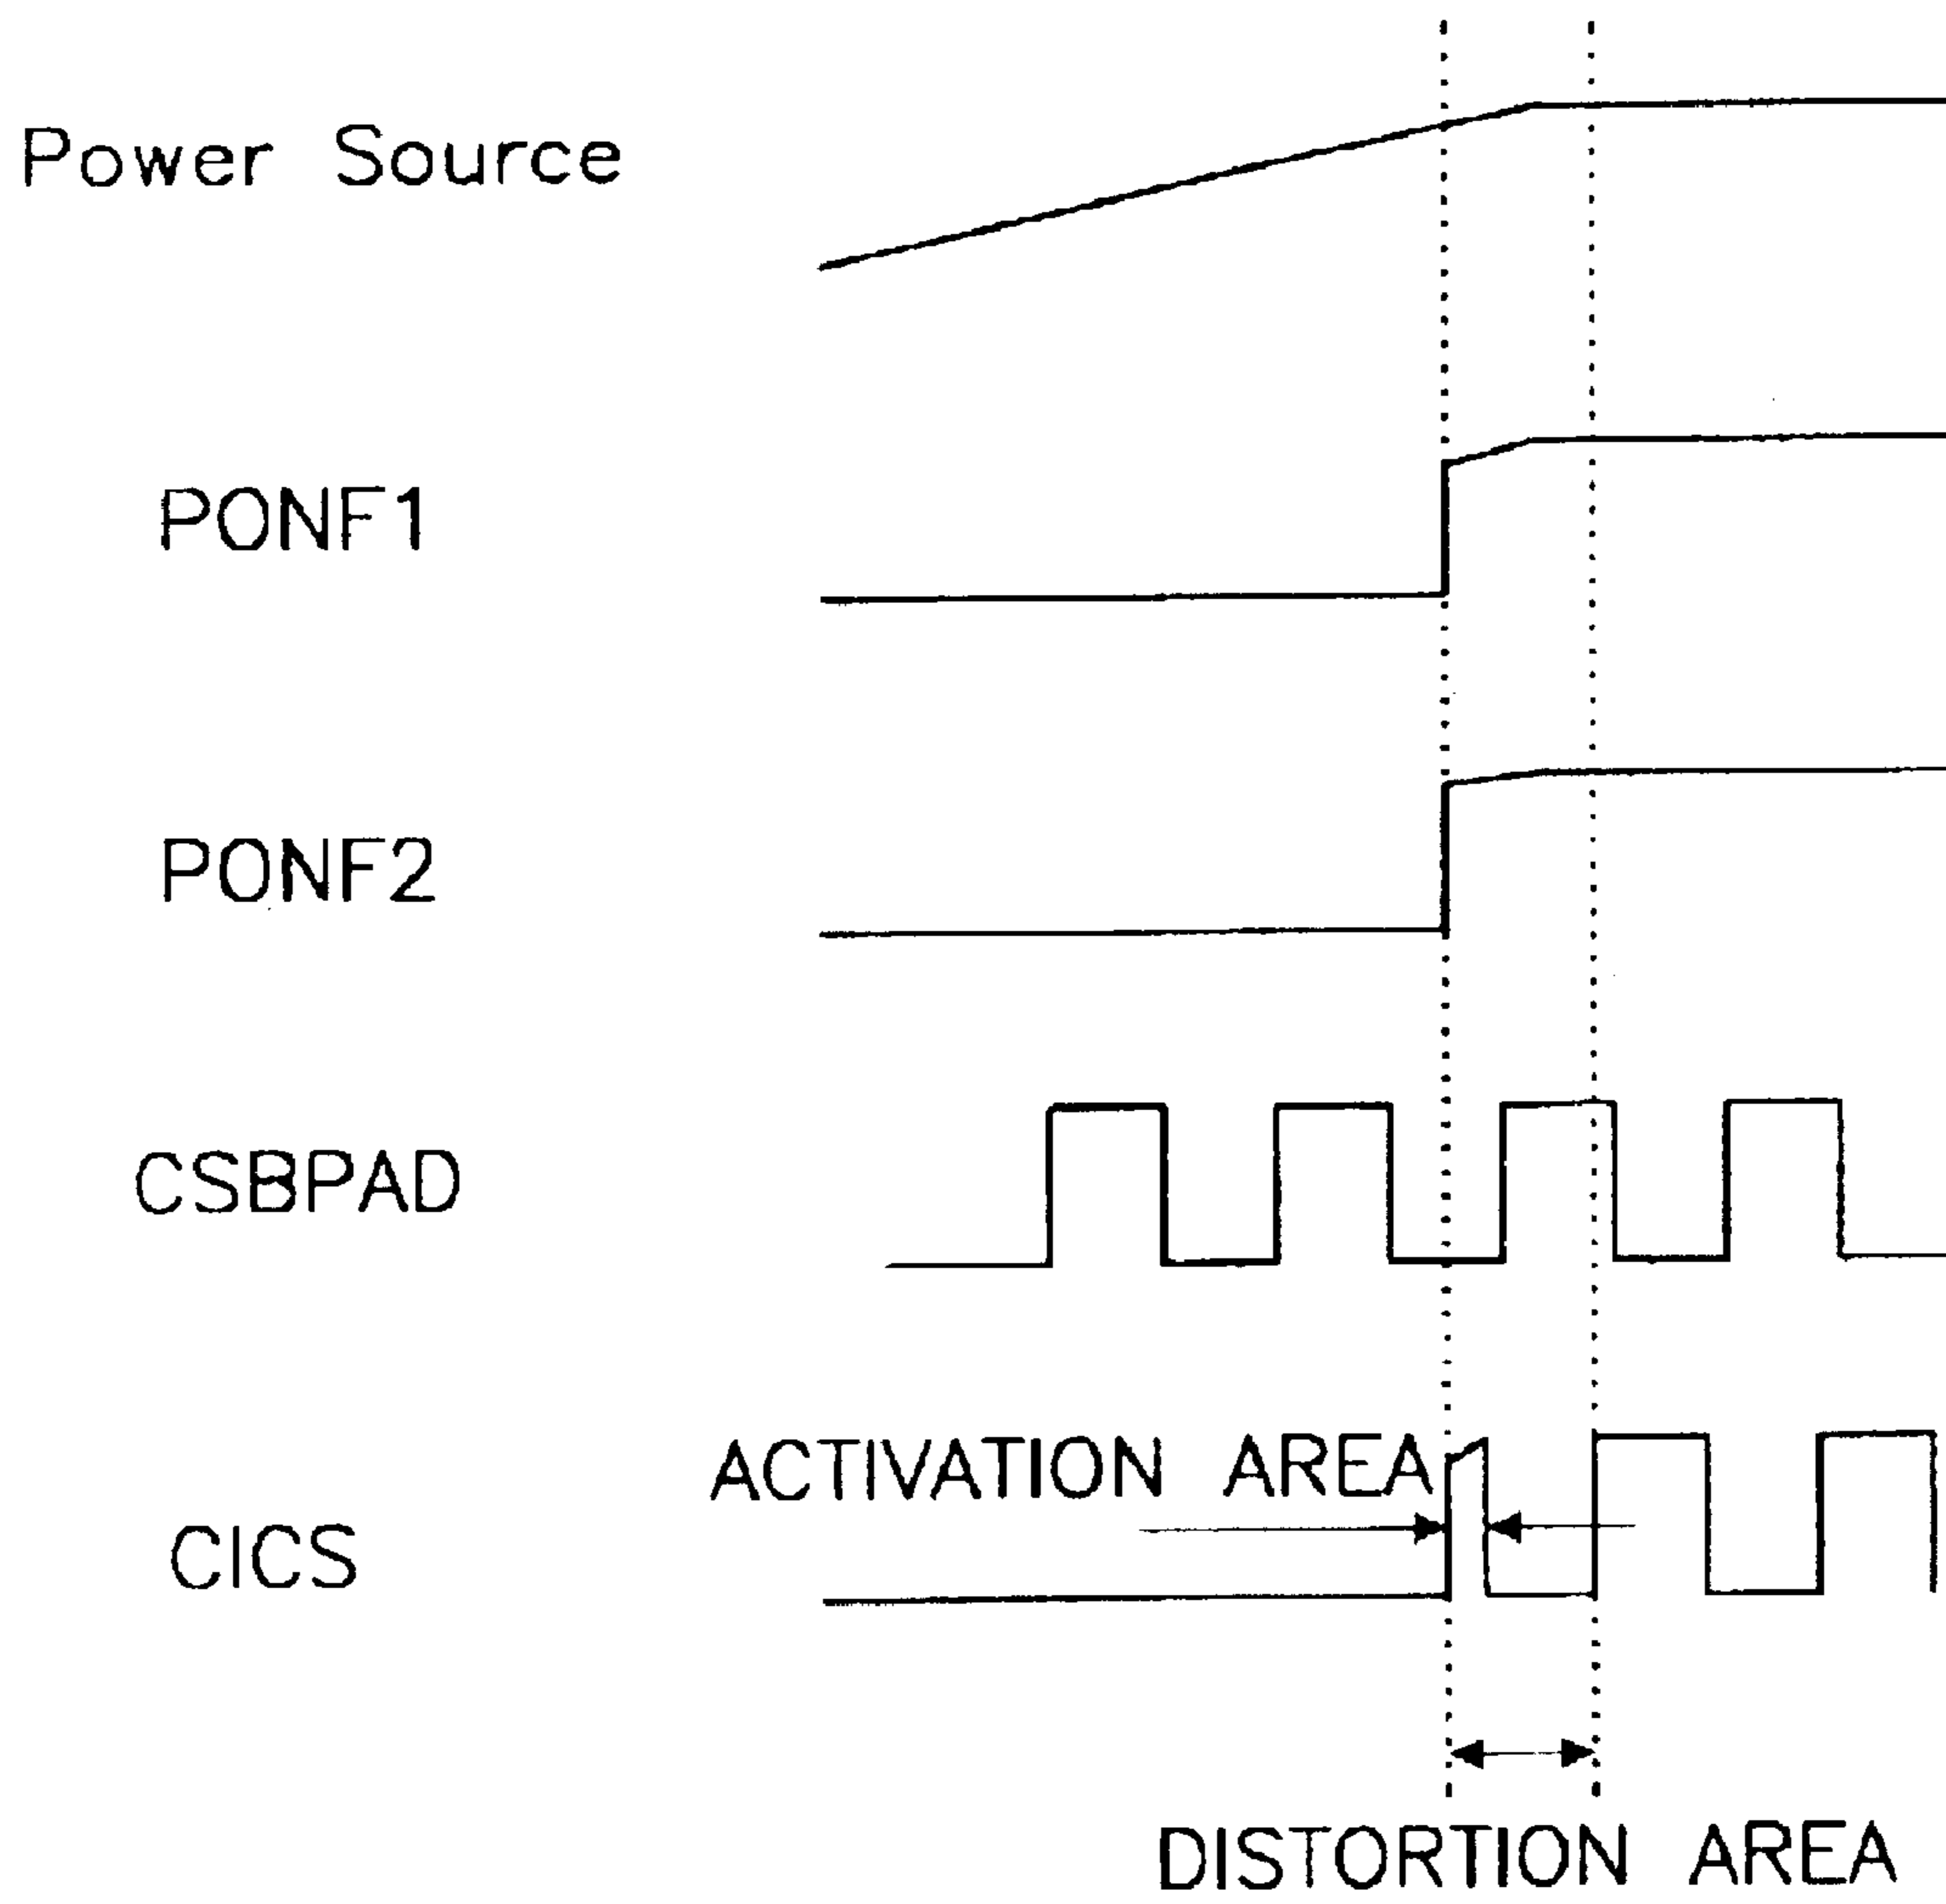 Power Source
PONF1
PONF2
CSBPAD
ACTIVATION AREA
CICS
DISTORTION AREA